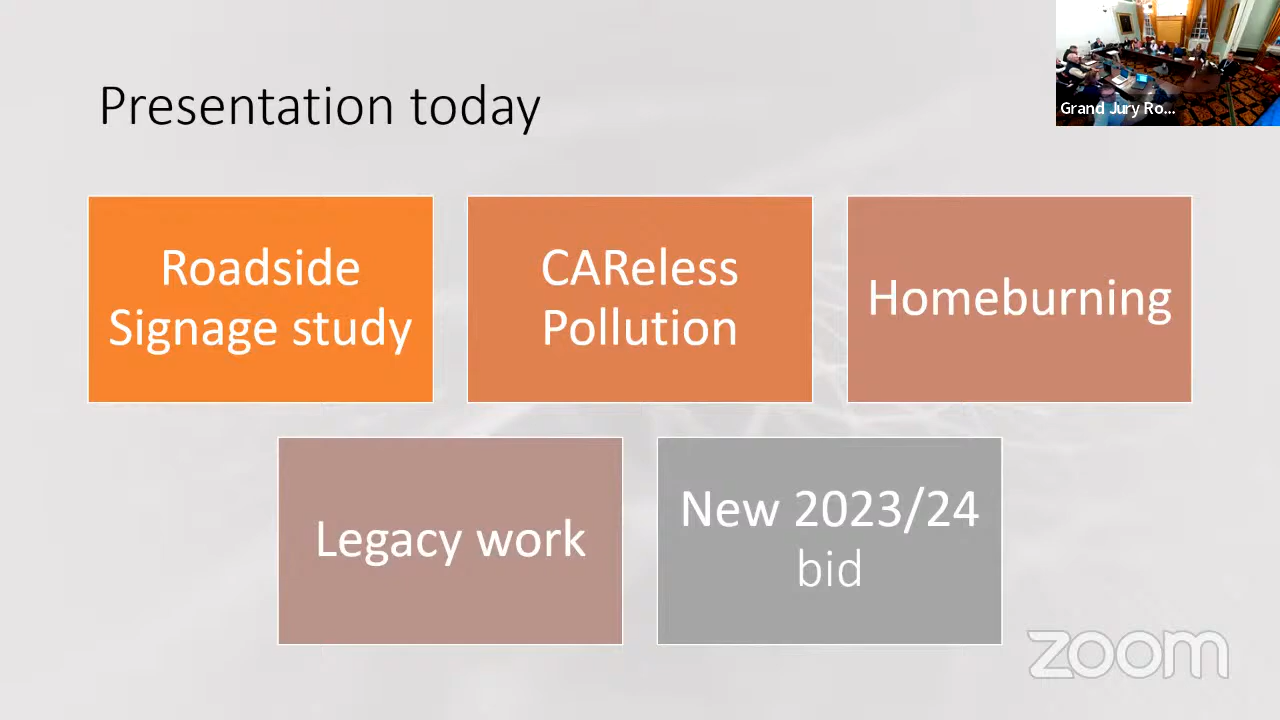 Presentation today
Grand Jury Ro...
Roadside
Signage study
CAReless
Pollution
Homeburning
Legacy work
New 2023/24
bid
zoom